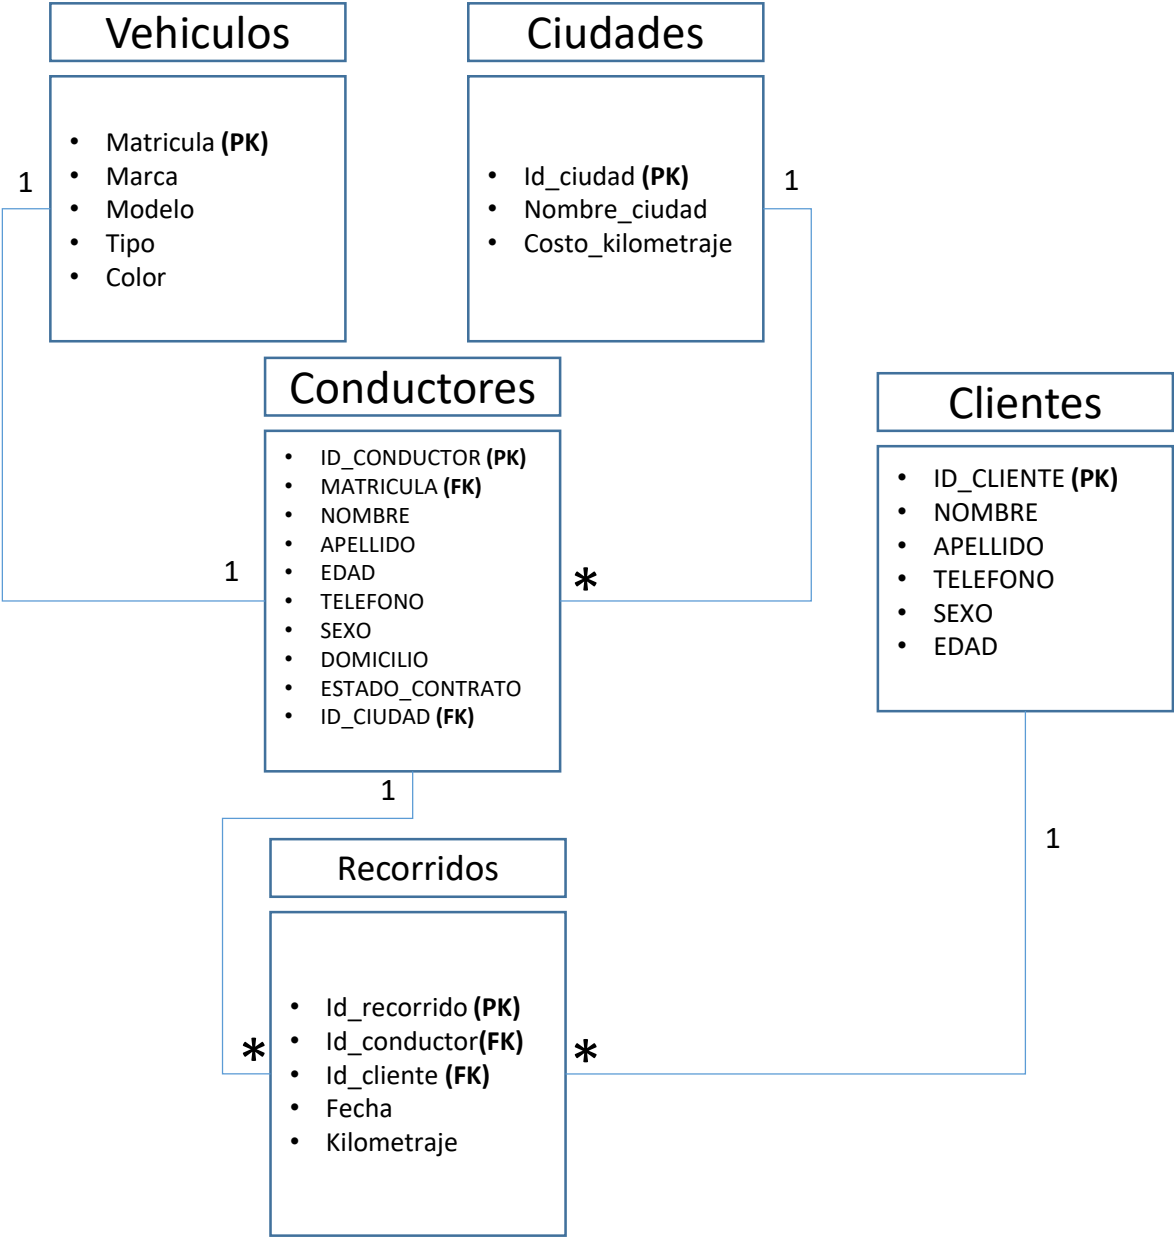 Vehiculos
• Matricula (PK)
• Marca
• Modelo
• Tipo
• Color
1
Ciudades
• Id_ciudad (PK)
• Nombre_ciudad
• Costo_kilometraje
1
Conductores
• ID_CONDUCTOR (PK)
• MATRICULA (FK)
• NOMBRE
• APELLIDO
• EDAD
• TELEFONO
• SEXO
• DOMICILIO
• ESTADO_CONTRATO
• ID_CIUDAD (FK)
1
*
1
Clientes
• ID_CLIENTE (PK)
• NOMBRE
• APELLIDO
• TELEFONO
• SEXO
• EDAD
1
Recorridos
• Id_recorrido (PK)
• Id_conductor(FK)
• Id_cliente (FK)
• Fecha
• Kilometraje
*
*